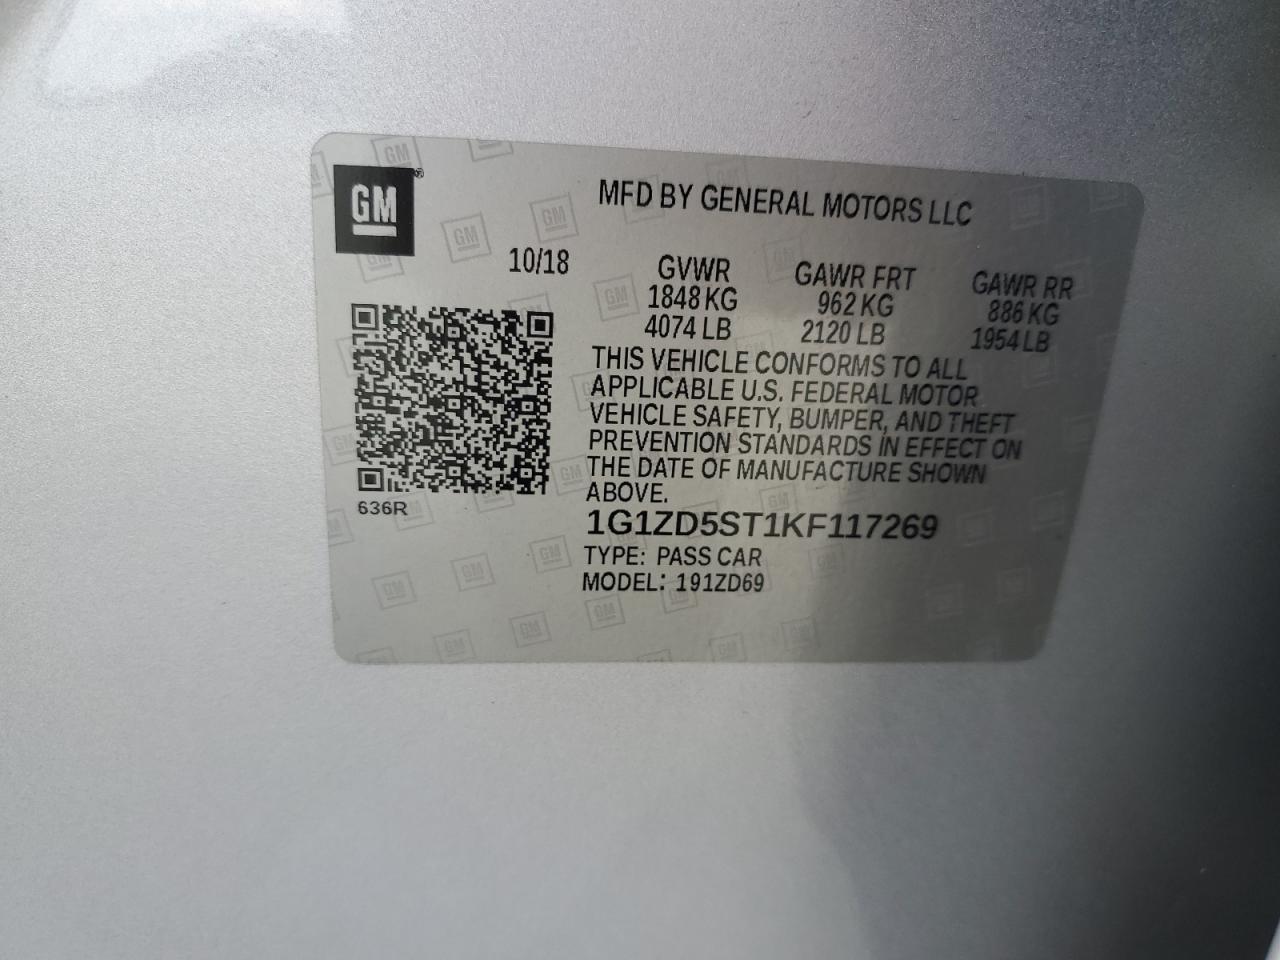 GM
MFD BY GENERAL MOTORS LLC
10/18
GVWR GAWR FRT GAWR RR
1848 KG 962 KG 886 KG
4074 LB 2120 LB 1954 LB
THIS VEHICLE CONFORMS TO ALL
APPLICABLE U.S. FEDERAL MOTOR
VEHICLE SAFETY, BUMPER, AND THEFT
PREVENTION STANDARDS IN EFFECT ON
THE DATE OF MANUFACTURE SHOWN
ABOVE.
636R
1G1ZD5ST1KF117269
TYPE: PASS CAR
MODEL: 191ZD69